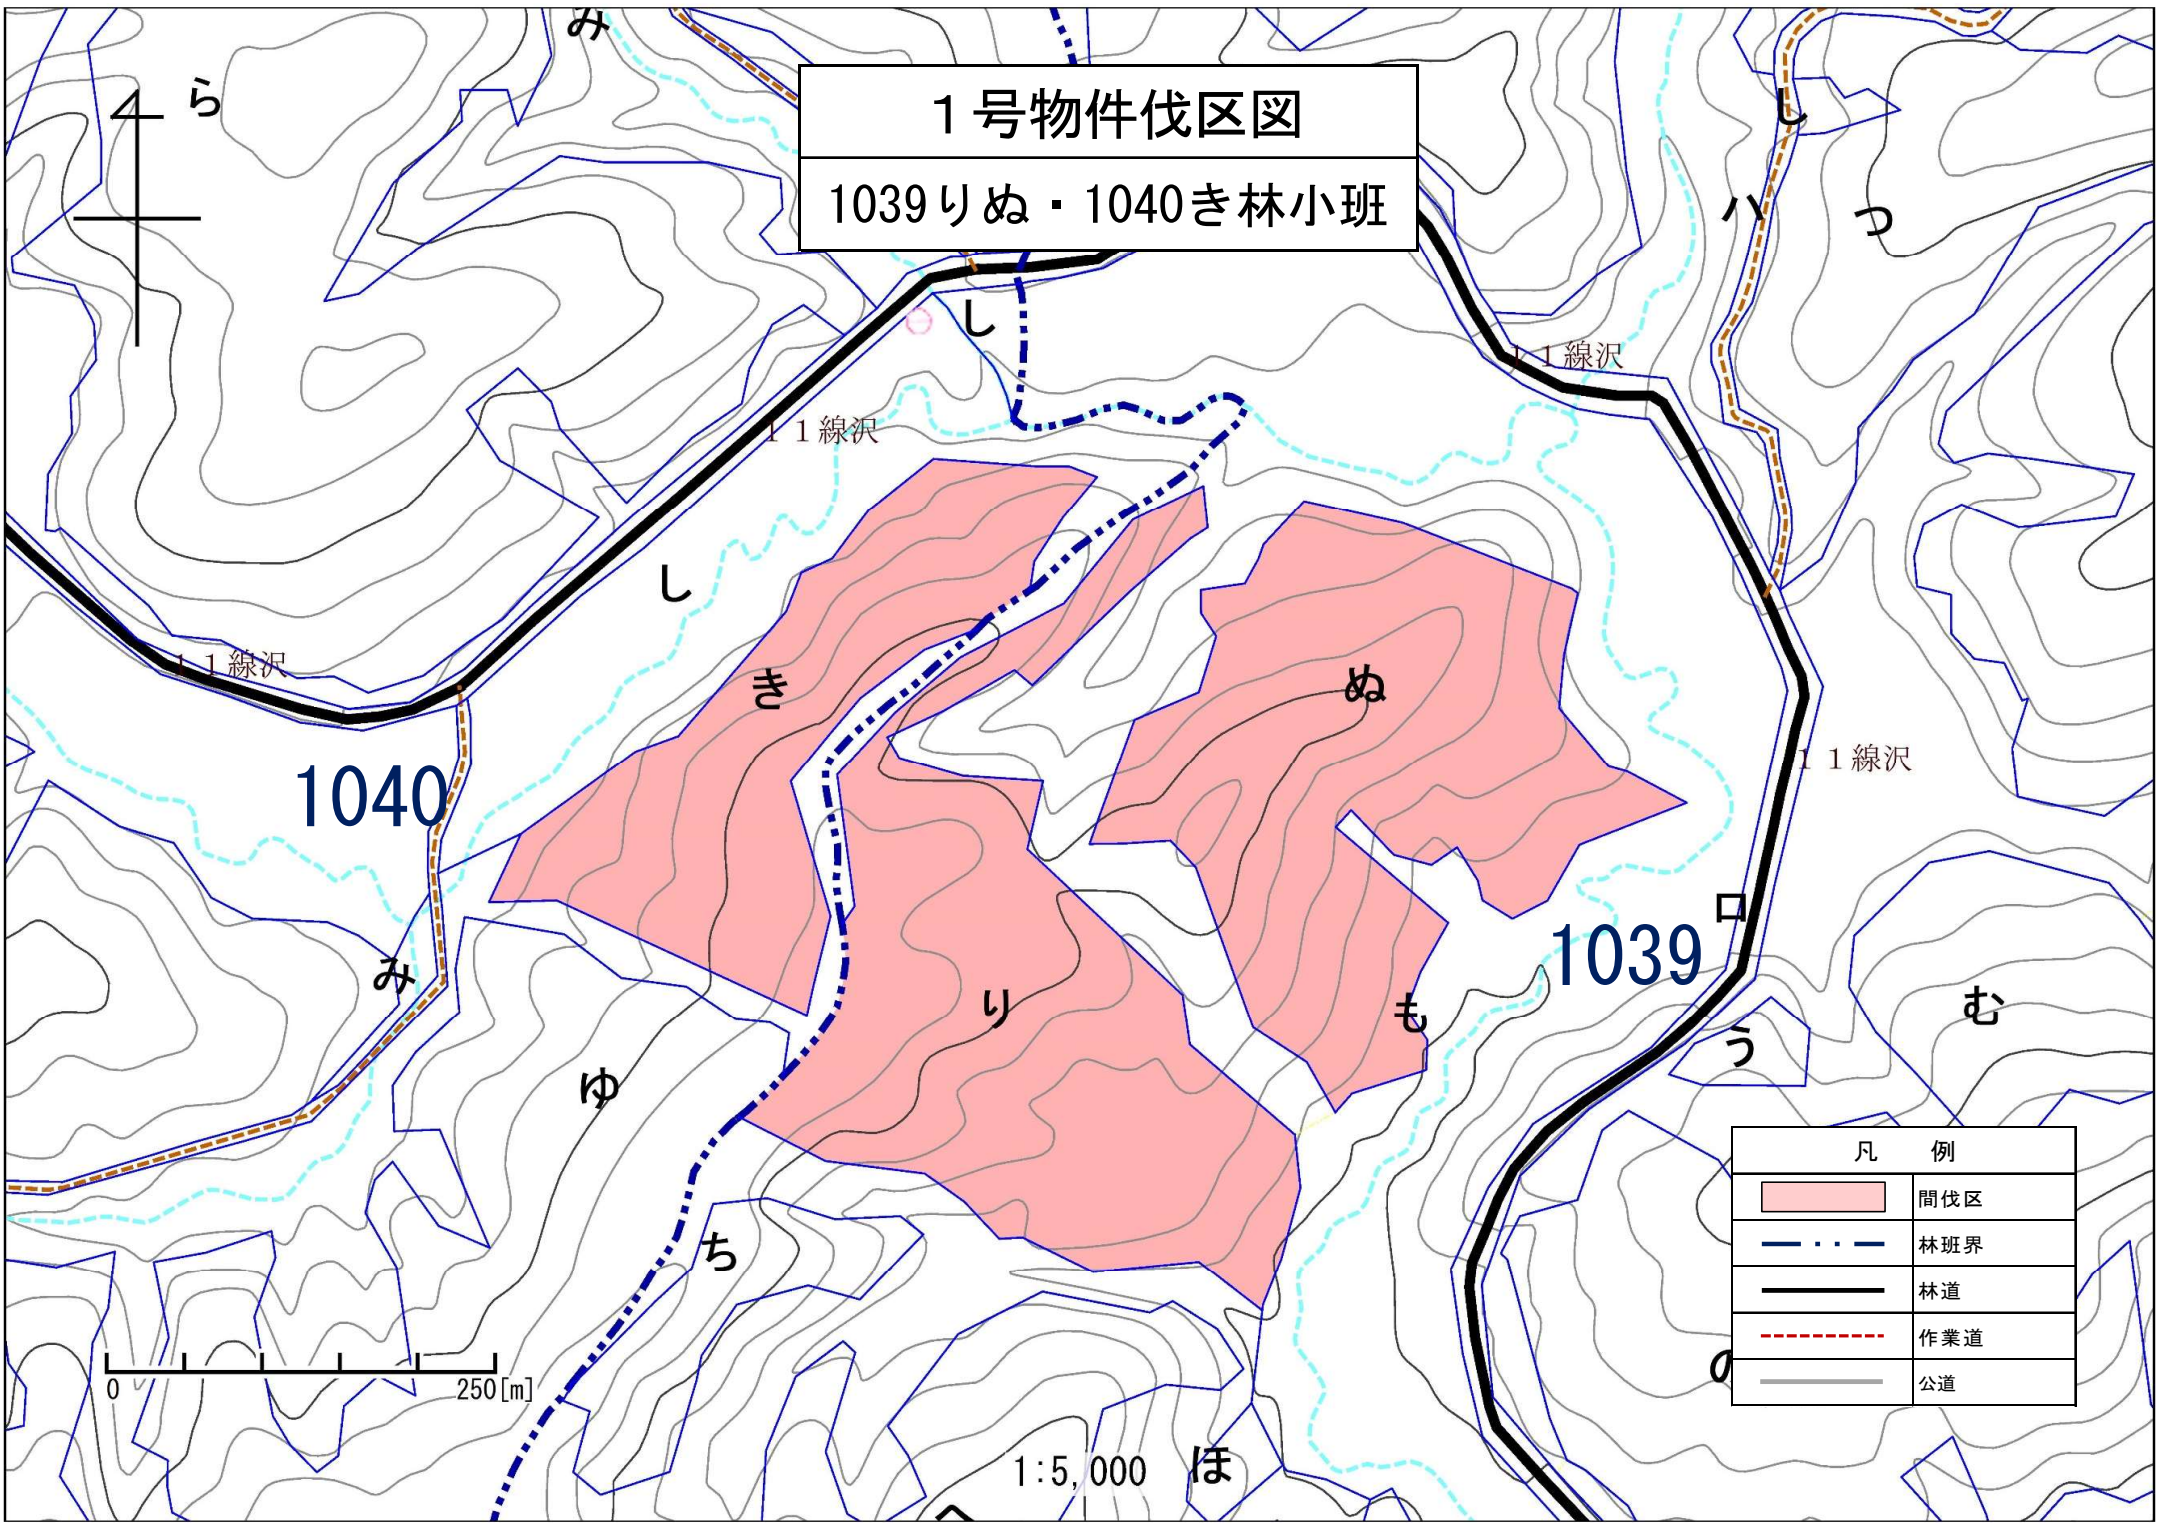 み
ら
１号物件伐区図
1039りぬ・1040き林小班
し
ハ
つ
し
１１線沢
１１線沢
し
１１線沢
き
ぬ
1040
１１線沢
ロ
1039
み
り
も
む
う
ゆ
ち
凡 例
間伐区
林班界
林道
作業道
公道
の
0 250[m]
1:5,000
ほ
へ